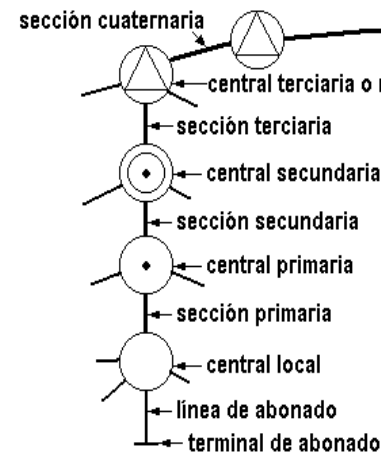 sección cuaternaria
central terciaria o
sección terciaria
central secundaria
sección secundaria
central primaria
sección primaria
central local
línea de abonado
terminal de abonado